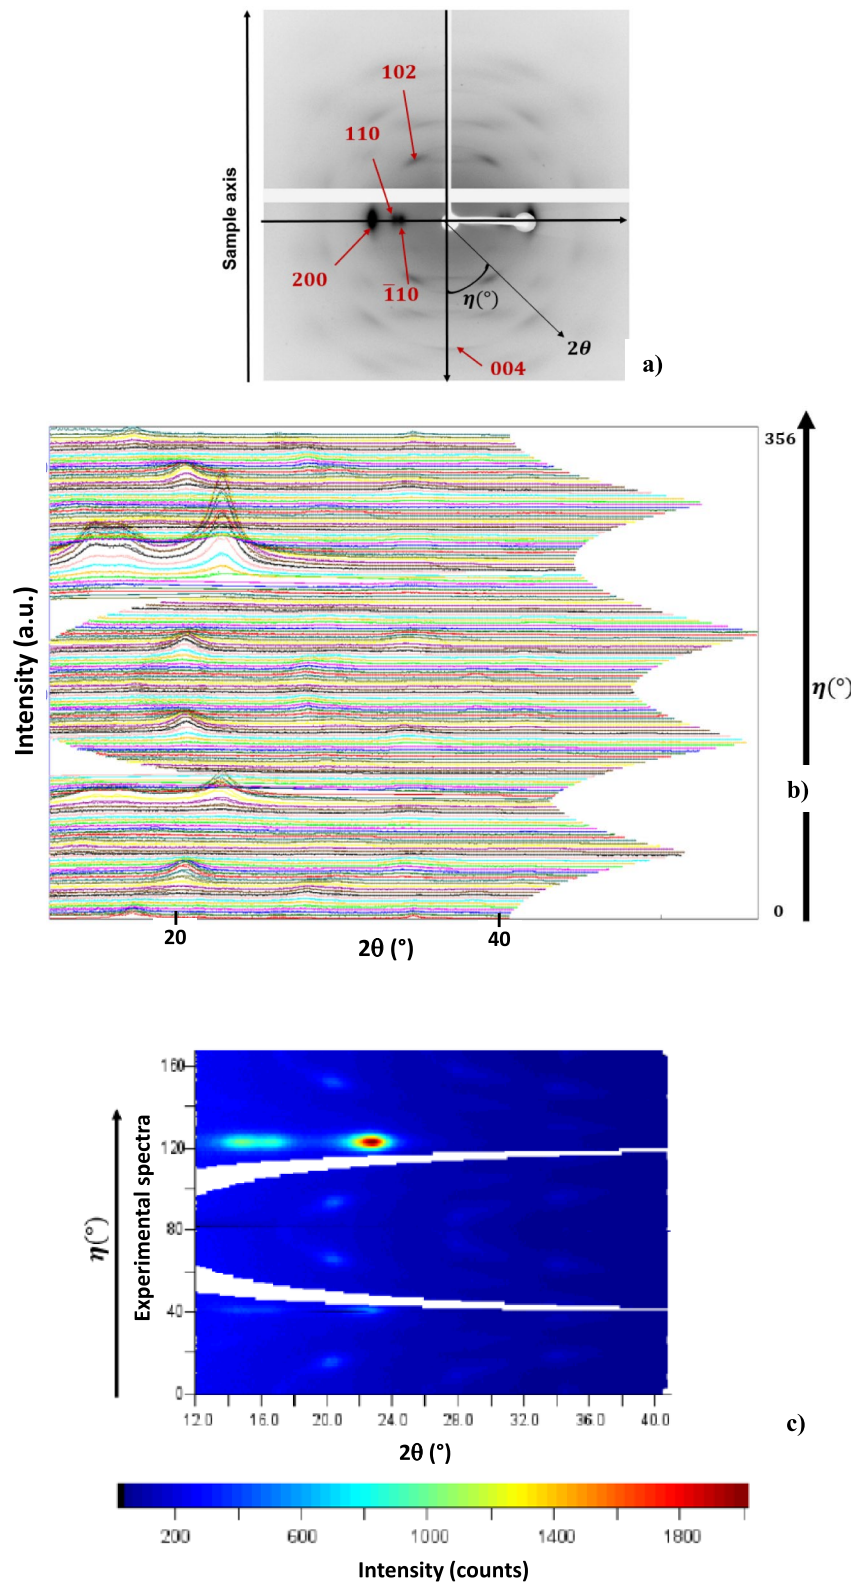 Sample axis
102
110
200
1̅10
η(°)
2θ
004
a)
Intensity (a.u.)
356
η(°)
b)
0
20
40
2θ (°)
η(°)
Experimental spectra
160
120
80
40
0
12.0 16.0 20.0 24.0 28.0 32.0 36.0 40.0
2θ (°)
c)
200 600 1000 1400 1800
Intensity (counts)